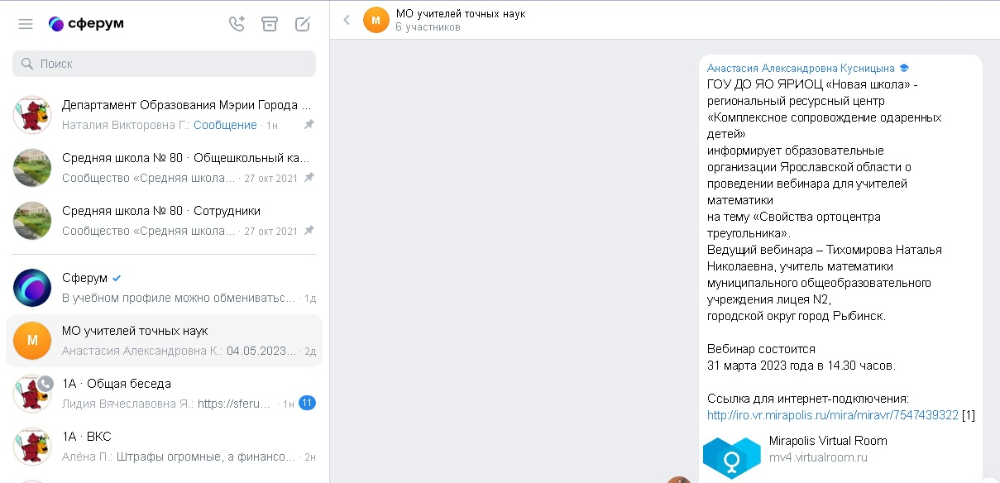 сферум
Поиск
Департамент Образования Мэрии Города ...
Наталия Викторовна Г.: Сообщение · 1н
Средняя школа № 80 · Общешкольный ка...
Сообщество «Средняя школа... · 27 окт 2021
Средняя школа № 80 · Сотрудники
Сообщество «Средняя школа... · 27 окт 2021
Сферум
В учебном профиле можно обмениватьс... · 1д
М
МО учителей точных наук
Анастасия Александровна К.: 04.05.2023... · 2д
1А · Общая беседа
Лидия Вячеславовна Я.: https://sferu... · 1н 11
1А · ВКС
Алёна П.: Штрафы огромные, а финансо... · 2н
М
МО учителей точных наук
6 участников
Анастасия Александровна Кусницына
ГОУ ДО ЯО ЯРИОЦ «Новая школа» -
региональный ресурсный центр
«Комплексное сопровождение одаренных
детей»
информирует образовательные
организации Ярославской области о
проведении вебинара для учителей
математики
на тему «Свойства ортоцентра
треугольника».
Ведущий вебинара – Тихомирова Наталья
Николаевна, учитель математики
муниципального общеобразовательного
учреждения лицея N2,
городской округ город Рыбинск.
Вебинар состоится
31 марта 2023 года в 14.30 часов.
Ссылка для интернет-подключения:
http://iro.vr.mirapolis.ru/mira/miravr/7547439322 [1]
Mirapolis Virtual Room
mv4.virtualroom.ru